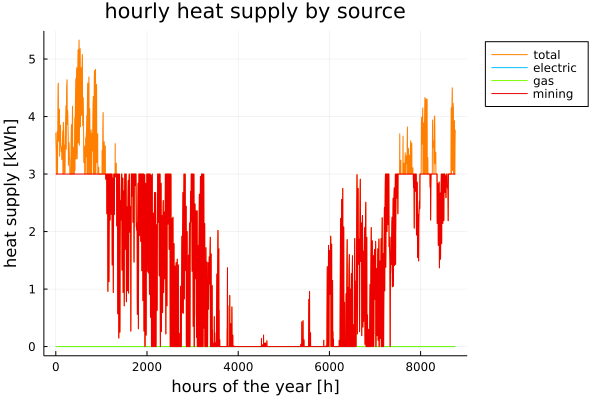 hourly heat supply by source
total
electric
gas
mining
5
4
3
2
1
0
heat supply [kWh]
0 2000 4000 6000 8000
hours of the year [h]